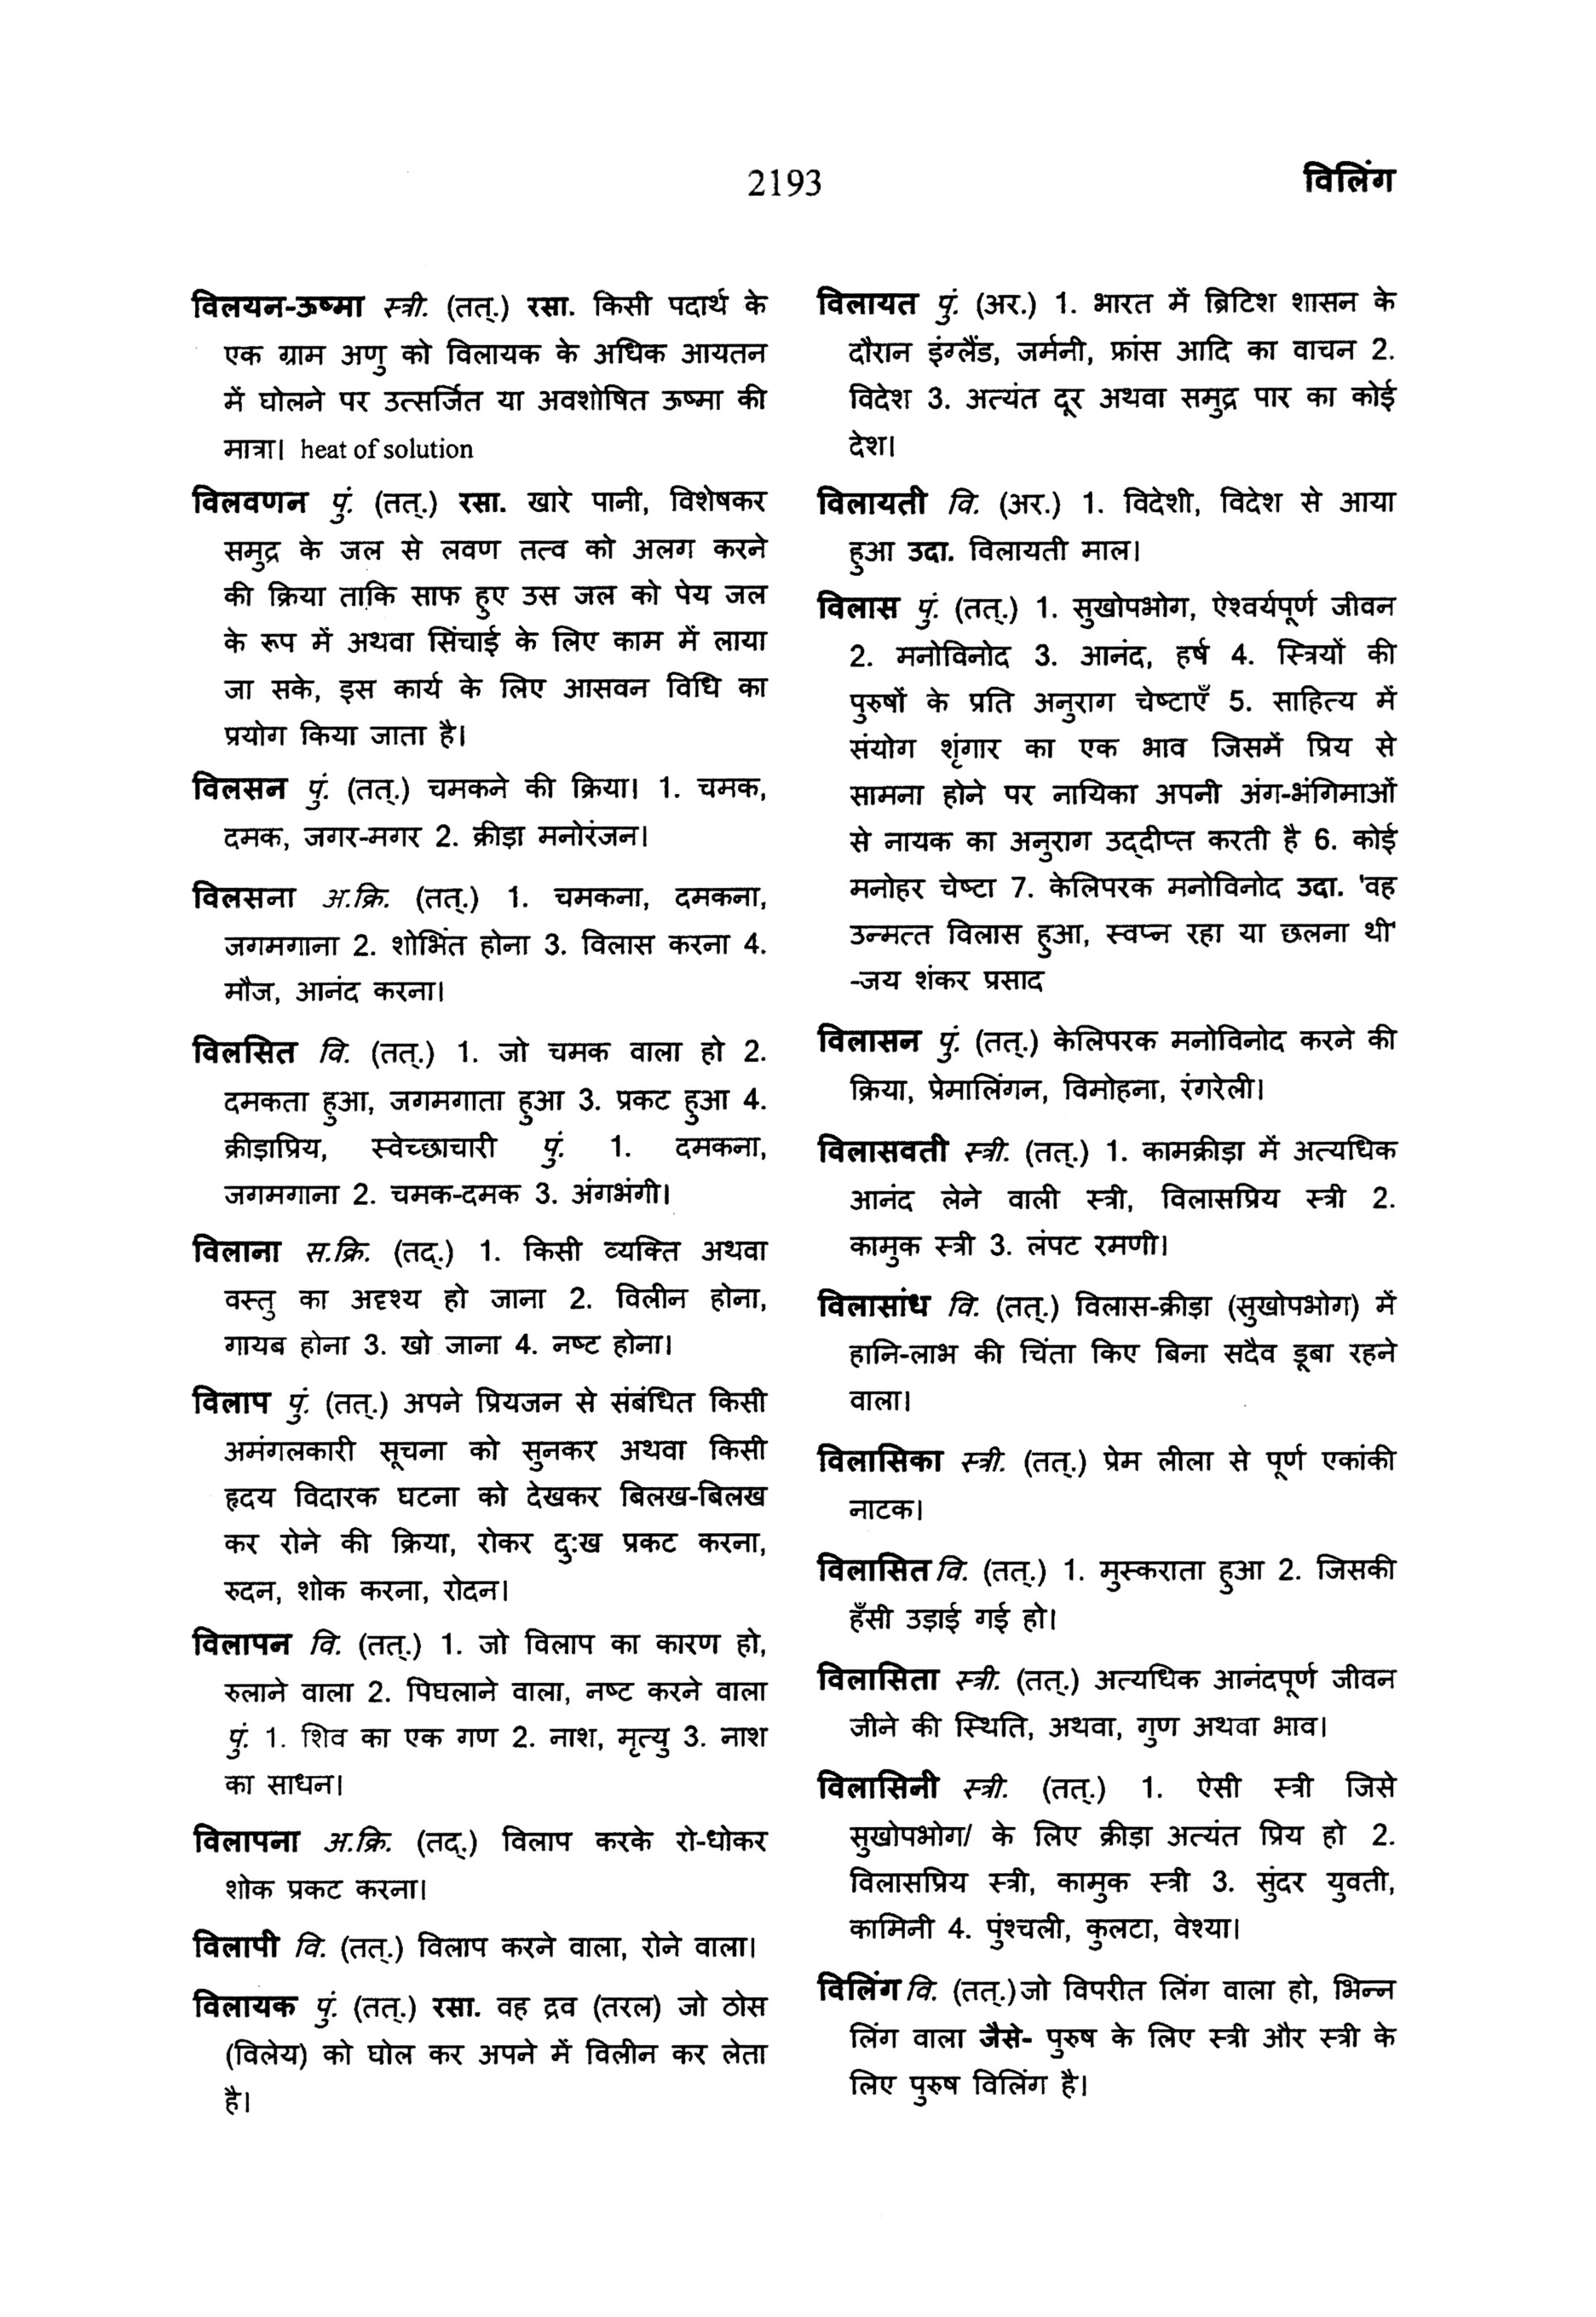 2193
विलिंग
विलयन-ऊष्मा स्त्री. (तत्.) रसा. किसी पदार्थ के
एक ग्राम अणु को विलायक के अधिक आयतन
में घोलने पर उत्सर्जित या अवशोषित ऊष्मा की
मात्रा। heat of solution
विलवणन पुं. (तत्.) रसा. खारे पानी, विशेषकर
समुद्र के जल से लवण तत्व को अलग करने
की क्रिया ताकि साफ हुए उस जल को पेय जल
के रूप में अथवा सिंचाई के लिए काम में लाया
जा सके, इस कार्य के लिए आसवन विधि का
प्रयोग किया जाता है।
विलसन पुं. (तत्.) चमकने की क्रिया। 1. चमक,
दमक, जगर-मगर 2. क्रीड़ा मनोरंजन।
विलसना अ.क्रि. (तत्.) 1. चमकना, दमकना,
जगमगाना 2. शोभिंत होना 3. विलास करना 4.
मौज, आनंद करना।
विलसित वि. (तत्.) 1. जो चमक वाला हो 2.
दमकता हुआ, जगमगाता हुआ 3. प्रकट हुआ 4.
क्रीड़ाप्रिय, स्वेच्छाचारी पुं. 1. दमकना,
जगमगाना 2. चमक-दमक 3. अंगभंगी।
विलाना स.क्रि. (तद्.) 1. किसी व्यक्ति अथवा
वस्तु का अदृश्य हो जाना 2. विलीन होना,
गायब होना 3. खो जाना 4. नष्ट होना।
विलाप पुं. (तत्.) अपने प्रियजन से संबंधित किसी
अमंगलकारी सूचना को सुनकर अथवा किसी
हृदय विदारक घटना को देखकर बिलख-बिलख
कर रोने की क्रिया, रोकर दुःख प्रकट करना,
रुदन, शोक करना, रोदन।
विलापन वि. (तत्.) 1. जो विलाप का कारण हो,
रुलाने वाला 2. पिघलाने वाला, नष्ट करने वाला
पुं. 1. शिव का एक गण 2. नाश, मृत्यु 3. नाश
का साधन।
विलापना अ.क्रि. (तद्.) विलाप करके रो-धोकर
शोक प्रकट करना।
विलापी वि. (तत्.) विलाप करने वाला, रोने वाला।
विलायक पुं. (तत्.) रसा. वह द्रव (तरल) जो ठोस
(विलेय) को घोल कर अपने में विलीन कर लेता
है।
विलायत पुं. (अर.) 1. भारत में ब्रिटिश शासन के
दौरान इंग्लैंड, जर्मनी, फ्रांस आदि का वाचन 2.
विदेश 3. अत्यंत दूर अथवा समुद्र पार का कोई
देश।
विलायती वि. (अर.) 1. विदेशी, विदेश से आया
हुआ उदा. विलायती माल।
विलास पुं. (तत्.) 1. सुखोपभोग, ऐश्वर्यपूर्ण जीवन
2. मनोविनोद 3. आनंद, हर्ष 4. स्त्रियों की
पुरुषों के प्रति अनुराग चेष्टाएँ 5. साहित्य में
संयोग शृंगार का एक भाव जिसमें प्रिय से
सामना होने पर नायिका अपनी अंग-भंगिमाओं
से नायक का अनुराग उद्दीप्त करती है 6. कोई
मनोहर चेष्टा 7. केलिपरक मनोविनोद उदा. 'वह
उन्मत्त विलास हुआ, स्वप्न रहा या छलना थी'
-जय शंकर प्रसाद
विलासन पुं. (तत्.) केलिपरक मनोविनोद करने की
क्रिया, प्रेमालिंगन, विमोहना, रंगरेली।
विलासवती स्त्री. (तत्.) 1. कामक्रीड़ा में अत्यधिक
आनंद लेने वाली स्त्री, विलासप्रिय स्त्री 2.
कामुक स्त्री 3. लंपट रमणी।
विलासांध वि. (तत्.) विलास-क्रीड़ा (सुखोपभोग) में
हानि-लाभ की चिंता किए बिना सदैव डूबा रहने
वाला।
विलासिका स्त्री. (तत्.) प्रेम लीला से पूर्ण एकांकी
नाटक।
विलासित वि. (तत्.) 1. मुस्कराता हुआ 2. जिसकी
हँसी उड़ाई गई हो।
विलासिता स्त्री. (तत्.) अत्यधिक आनंदपूर्ण जीवन
जीने की स्थिति, अथवा, गुण अथवा भाव।
विलासिनी स्त्री. (तत्.) 1. ऐसी स्त्री जिसे
सुखोपभोग/ के लिए क्रीड़ा अत्यंत प्रिय हो 2.
विलासप्रिय स्त्री, कामुक स्त्री 3. सुंदर युवती,
कामिनी 4. पुंश्चली, कुलटा, वेश्या।
विलिंग वि. (तत्.)जो विपरीत लिंग वाला हो, भिन्न
लिंग वाला जैसे- पुरुष के लिए स्त्री और स्त्री के
लिए पुरुष विलिंग है।